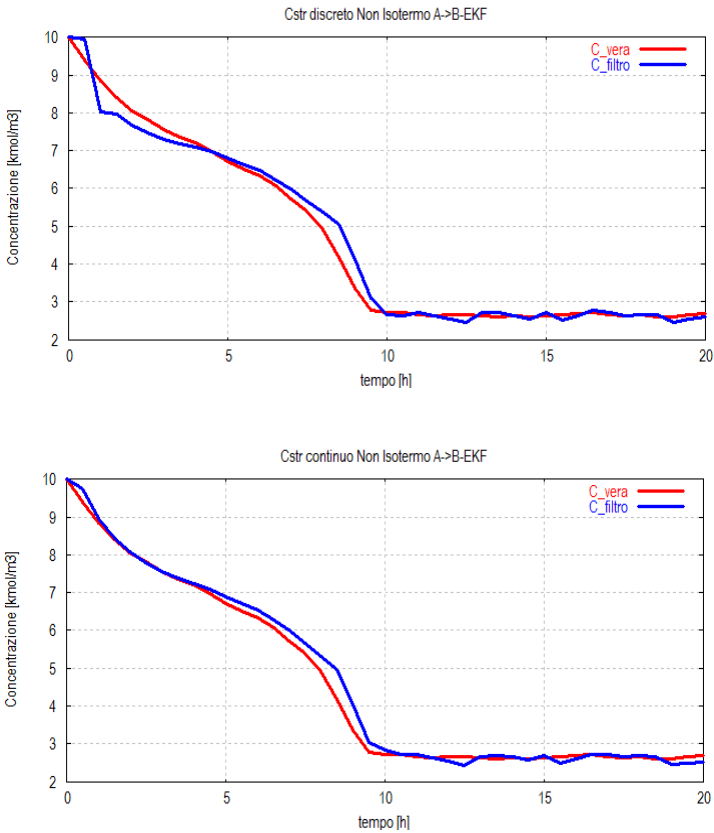 Cstr discreto Non Isotermo A->B-EKF
C_vera
C_filtro
Concentrazione [kmol/m3]
10
9
8
7
6
5
4
3
2
0
5
10
15
20
tempo [h]
Cstr continuo Non Isotermo A->B-EKF
C_vera
C_filtro
Concentrazione [kmol/m3]
10
9
8
7
6
5
4
3
2
0
5
10
15
20
tempo [h]